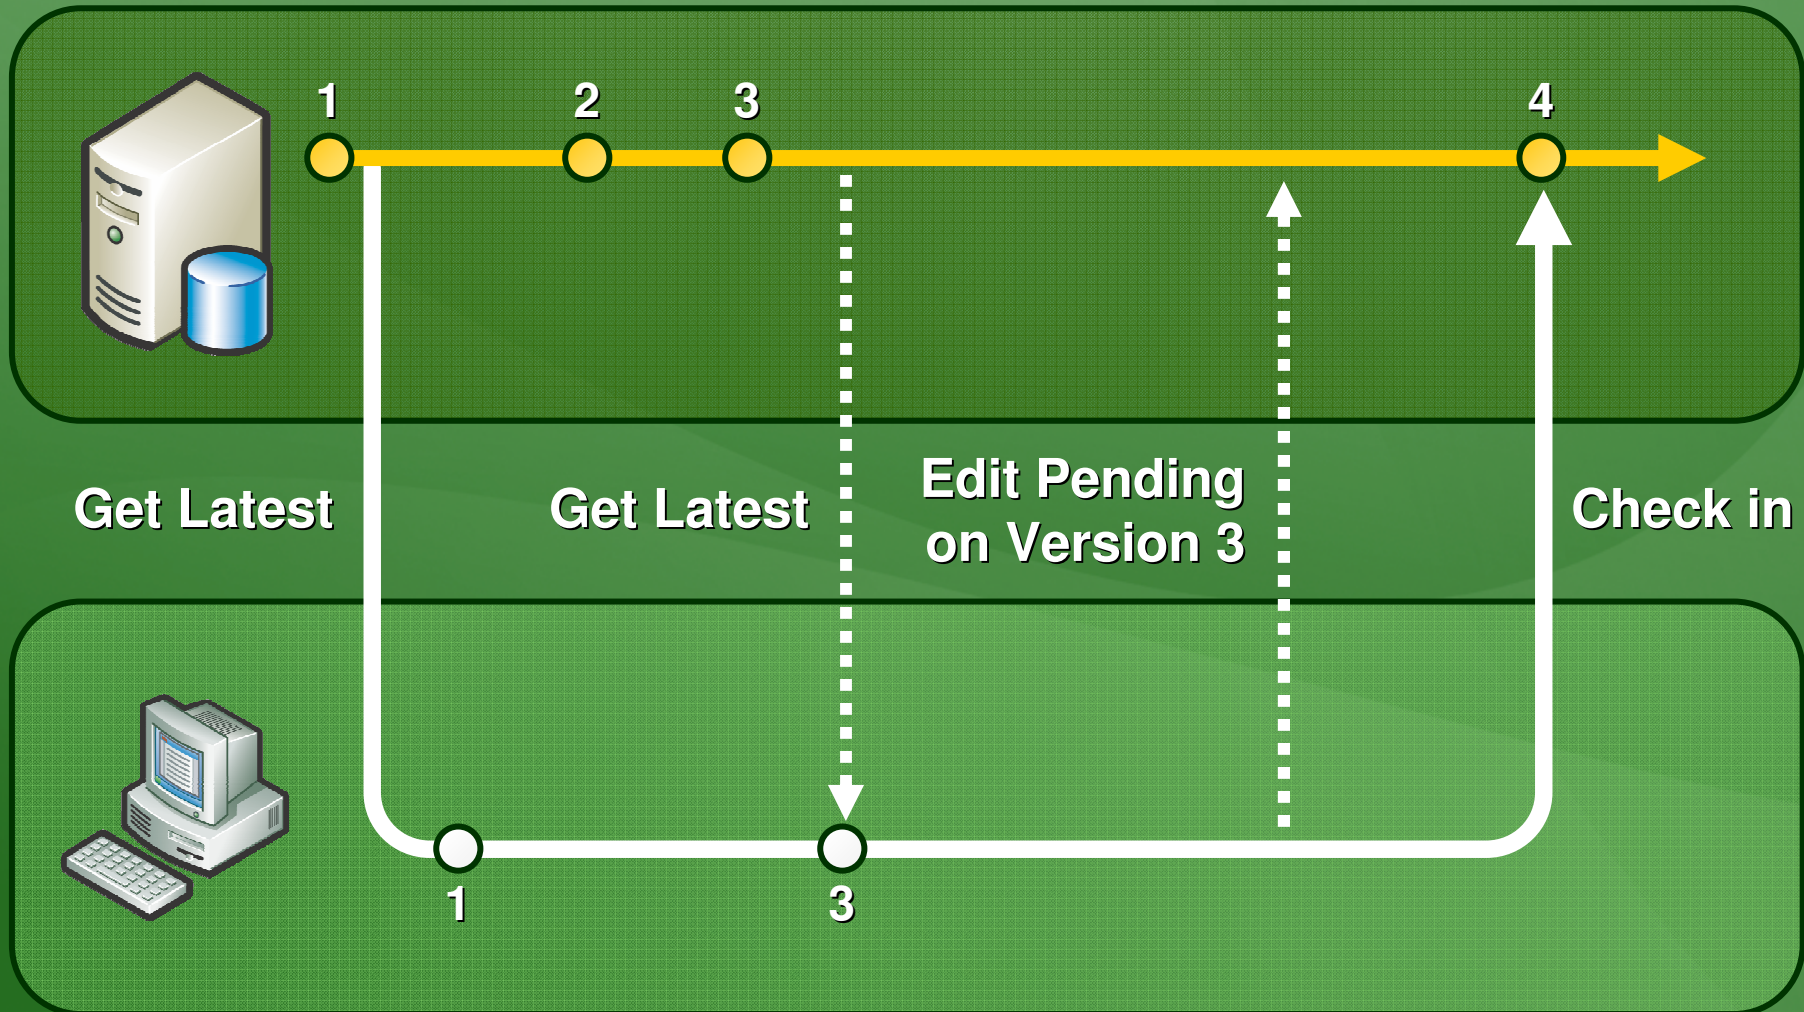 1
2
3
4
Get Latest
Get Latest
Edit Pending
on Version 3
Check in
1
3